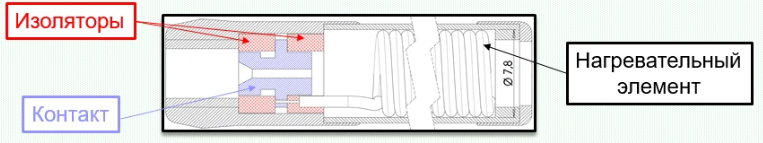 Изоляторы
Контакт
Нагревательный
элемент
Ø 7,8